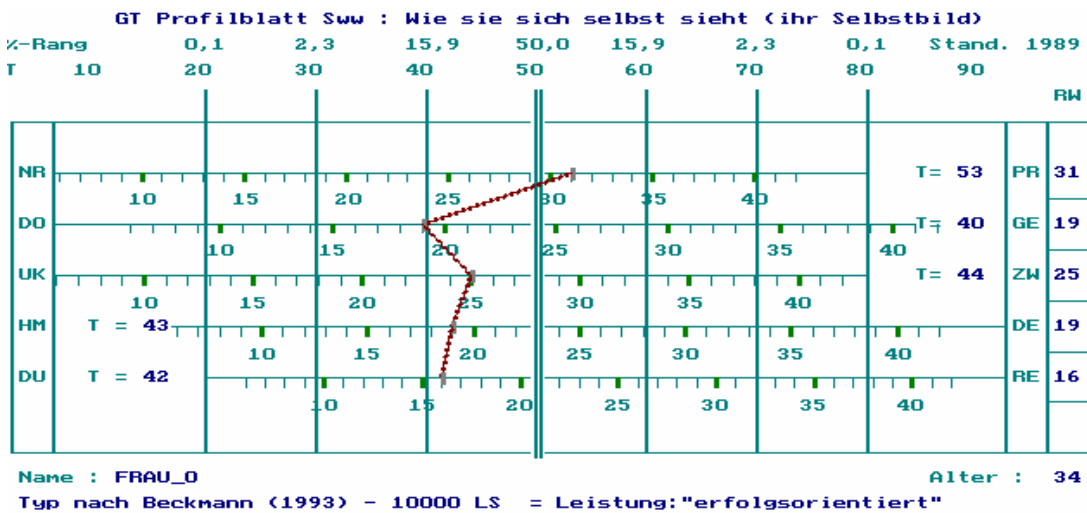 GT Profilblatt Sww : Wie sie sich selbst sieht (ihr Selbstbild)
%-Rang 0,1 2,3 15,9 50,0 15,9 2,3 0,1 Stand. 1989
T 10 20 30 40 50 60 70 80 90
RW
NR T= 53 PR 31
10 15 20 25 30 35 40
DO T= 40 GE 19
10 15 20 25 30 35 40
UK T= 44 ZW 25
10 15 20 25 30 35 40
HM T = 43 DE 19
10 15 20 25 30 35 40
DU T = 42 RE 16
10 15 20 25 30 35 40
Name : FRAU_O Alter : 34
Typ nach Beckmann (1993) - 10000 LS = Leistung:"erfolgsorientiert"